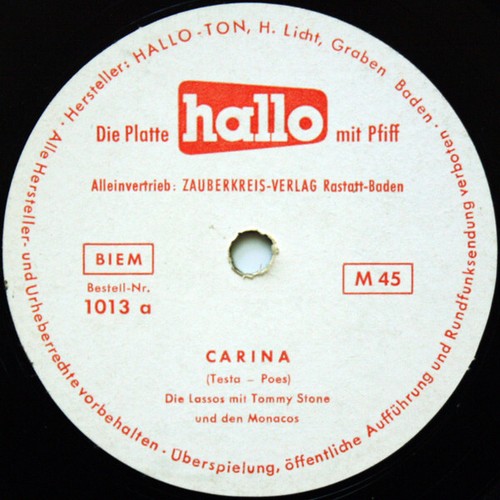 · Hersteller: HALLO-TON, H. Licht, Graben Baden ·
Die Platte hallo mit Pfiff
Alleinvertrieb: ZAUBERKREIS-VERLAG Rastatt-Baden
BIEM
Bestell-Nr.
1013 a
M 45
CARINA
(Testa – Poes)
Die Lassos mit Tommy Stone
und den Monacos
Alle Hersteller- und Urheberrechte vorbehalten · Überspielung, öffentliche Aufführung und Rundfunksendung verboten ·